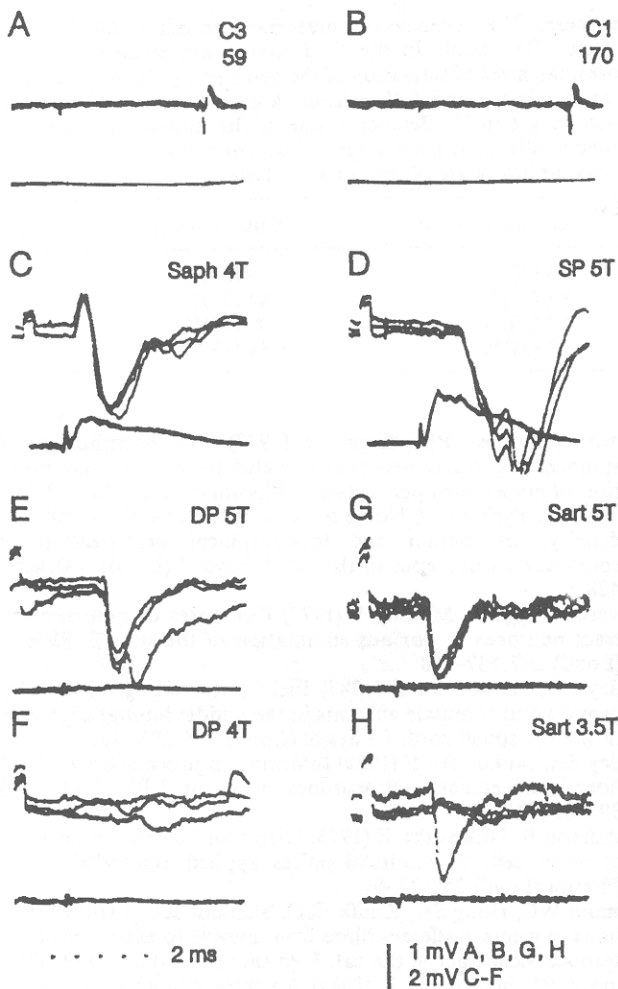 A
C3
59
B
C1
170
C
Saph 4T
D
SP 5T
E
DP 5T
G
Sart 5T
F
DP 4T
H
Sart 3.5T
2 ms
1 mV A, B, G, H
2 mV C-F